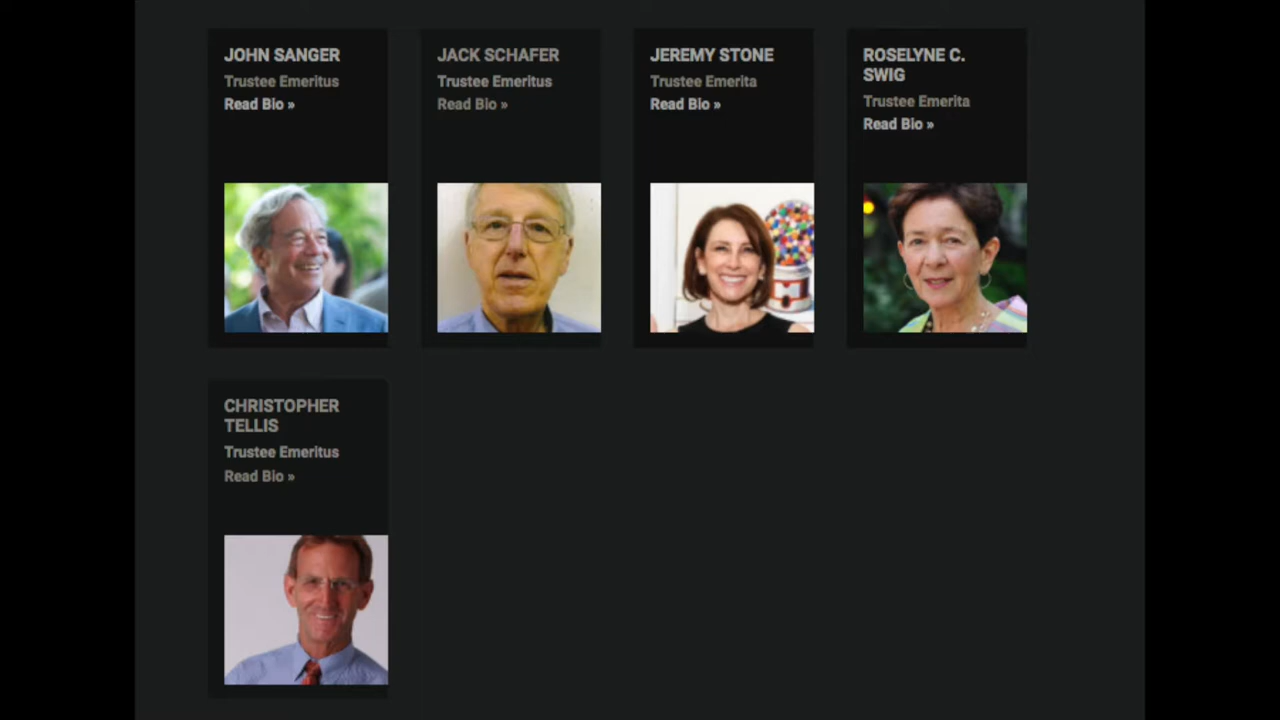 JOHN SANGER
Trustee Emeritus
Read Bio »
JACK SCHAFER
Trustee Emeritus
Read Bio »
JEREMY STONE
Trustee Emerita
Read Bio »
ROSELYNE C.
SWIG
Trustee Emerita
Read Bio »
CHRISTOPHER
TELLIS
Trustee Emeritus
Read Bio »